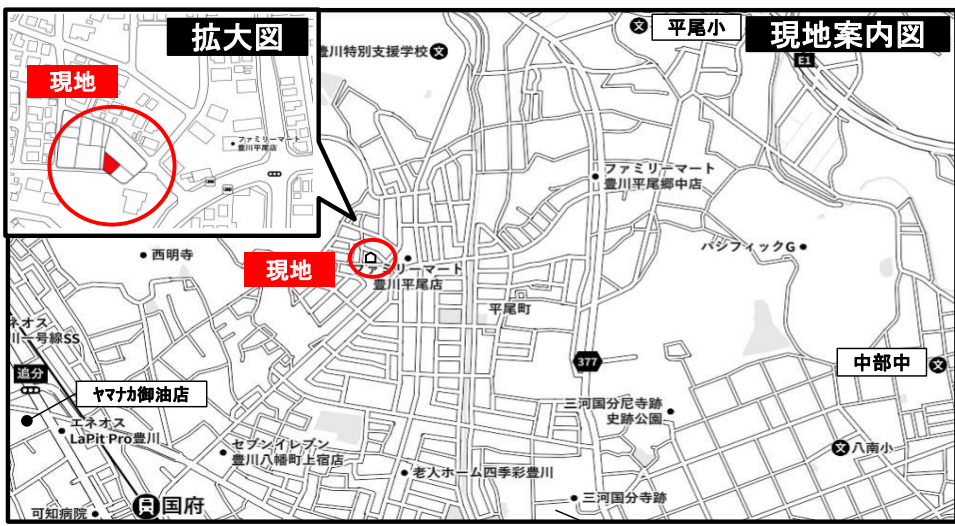 拡大図
現地
ファミリーマート
豊川平尾店
豊川特別支援学校
文
文
平尾小
現地案内図
E1
ファミリーマート
豊川平尾郷中店
パシフィックG
西明寺
現地
ファミリーマート
豊川平尾店
平尾町
ネオス
川一号線SS
追分
ヤマナカ御油店
エネオス
LaPit Pro豊川
377
中部中
文
三河国分尼寺跡
史跡公園
セブンイレブン
豊川八幡町上宿店
文
八南小
老人ホーム四季彩豊川
国府
可知病院
三河国分寺跡